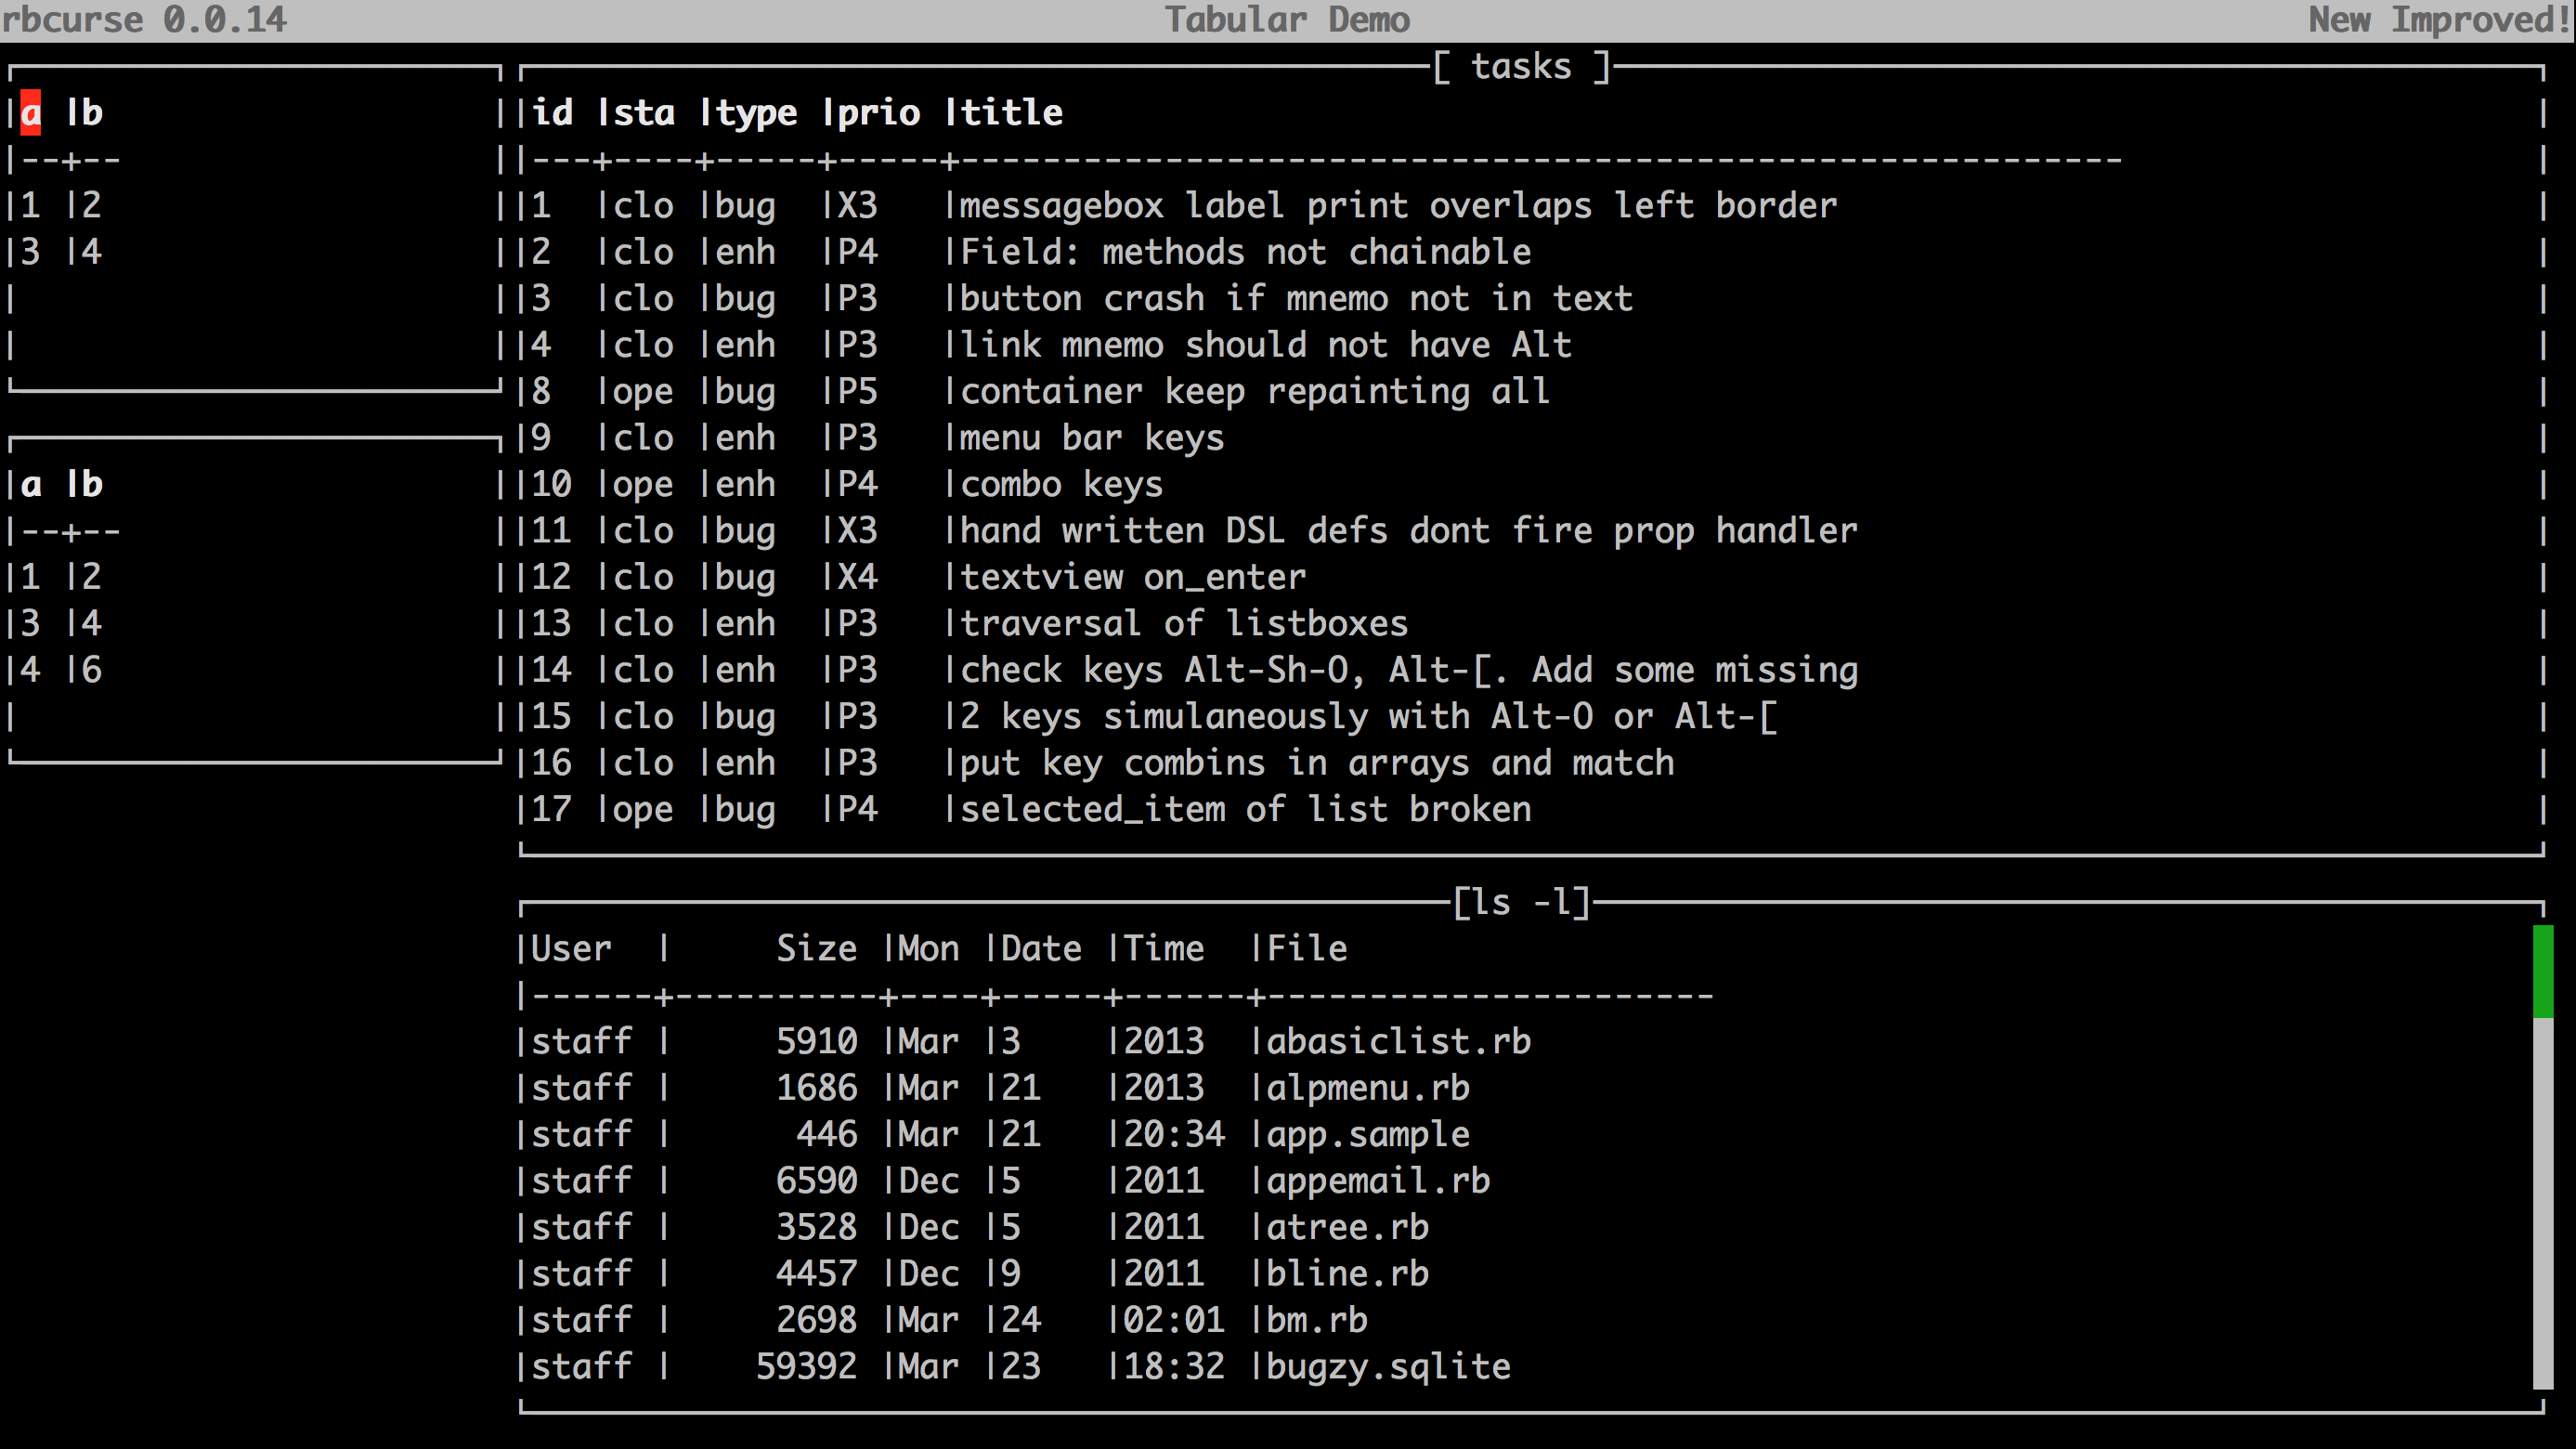 rbcurse 0.0.14 Tabular Demo New Improved!
a |b
--+--
1 |2
3 |4
a |b
--+--
1 |2
3 |4
4 |6
[ tasks ]
id |sta |type |prio |title
---+----+-----+-----+---------------------------------------------------------
1 |clo |bug |X3 |messagebox label print overlaps left border
2 |clo |enh |P4 |Field: methods not chainable
3 |clo |bug |P3 |button crash if mnemo not in text
4 |clo |enh |P3 |link mnemo should not have Alt
8 |ope |bug |P5 |container keep repainting all
9 |clo |enh |P3 |menu bar keys
10 |ope |enh |P4 |combo keys
11 |clo |bug |X3 |hand written DSL defs dont fire prop handler
12 |clo |bug |X4 |textview on_enter
13 |clo |enh |P3 |traversal of listboxes
14 |clo |enh |P3 |check keys Alt-Sh-O, Alt-[. Add some missing
15 |clo |bug |P3 |2 keys simulaneously with Alt-O or Alt-[
16 |clo |enh |P3 |put key combins in arrays and match
17 |ope |bug |P4 |selected_item of list broken
[ls -l]
User | Size |Mon |Date |Time |File
------+----------+----+-----+------+----------------------
staff | 5910 |Mar |3 |2013 |abasiclist.rb
staff | 1686 |Mar |21 |2013 |alpmenu.rb
staff | 446 |Mar |21 |20:34 |app.sample
staff | 6590 |Dec |5 |2011 |appemail.rb
staff | 3528 |Dec |5 |2011 |atree.rb
staff | 4457 |Dec |9 |2011 |bline.rb
staff | 2698 |Mar |24 |02:01 |bm.rb
staff | 59392 |Mar |23 |18:32 |bugzy.sqlite